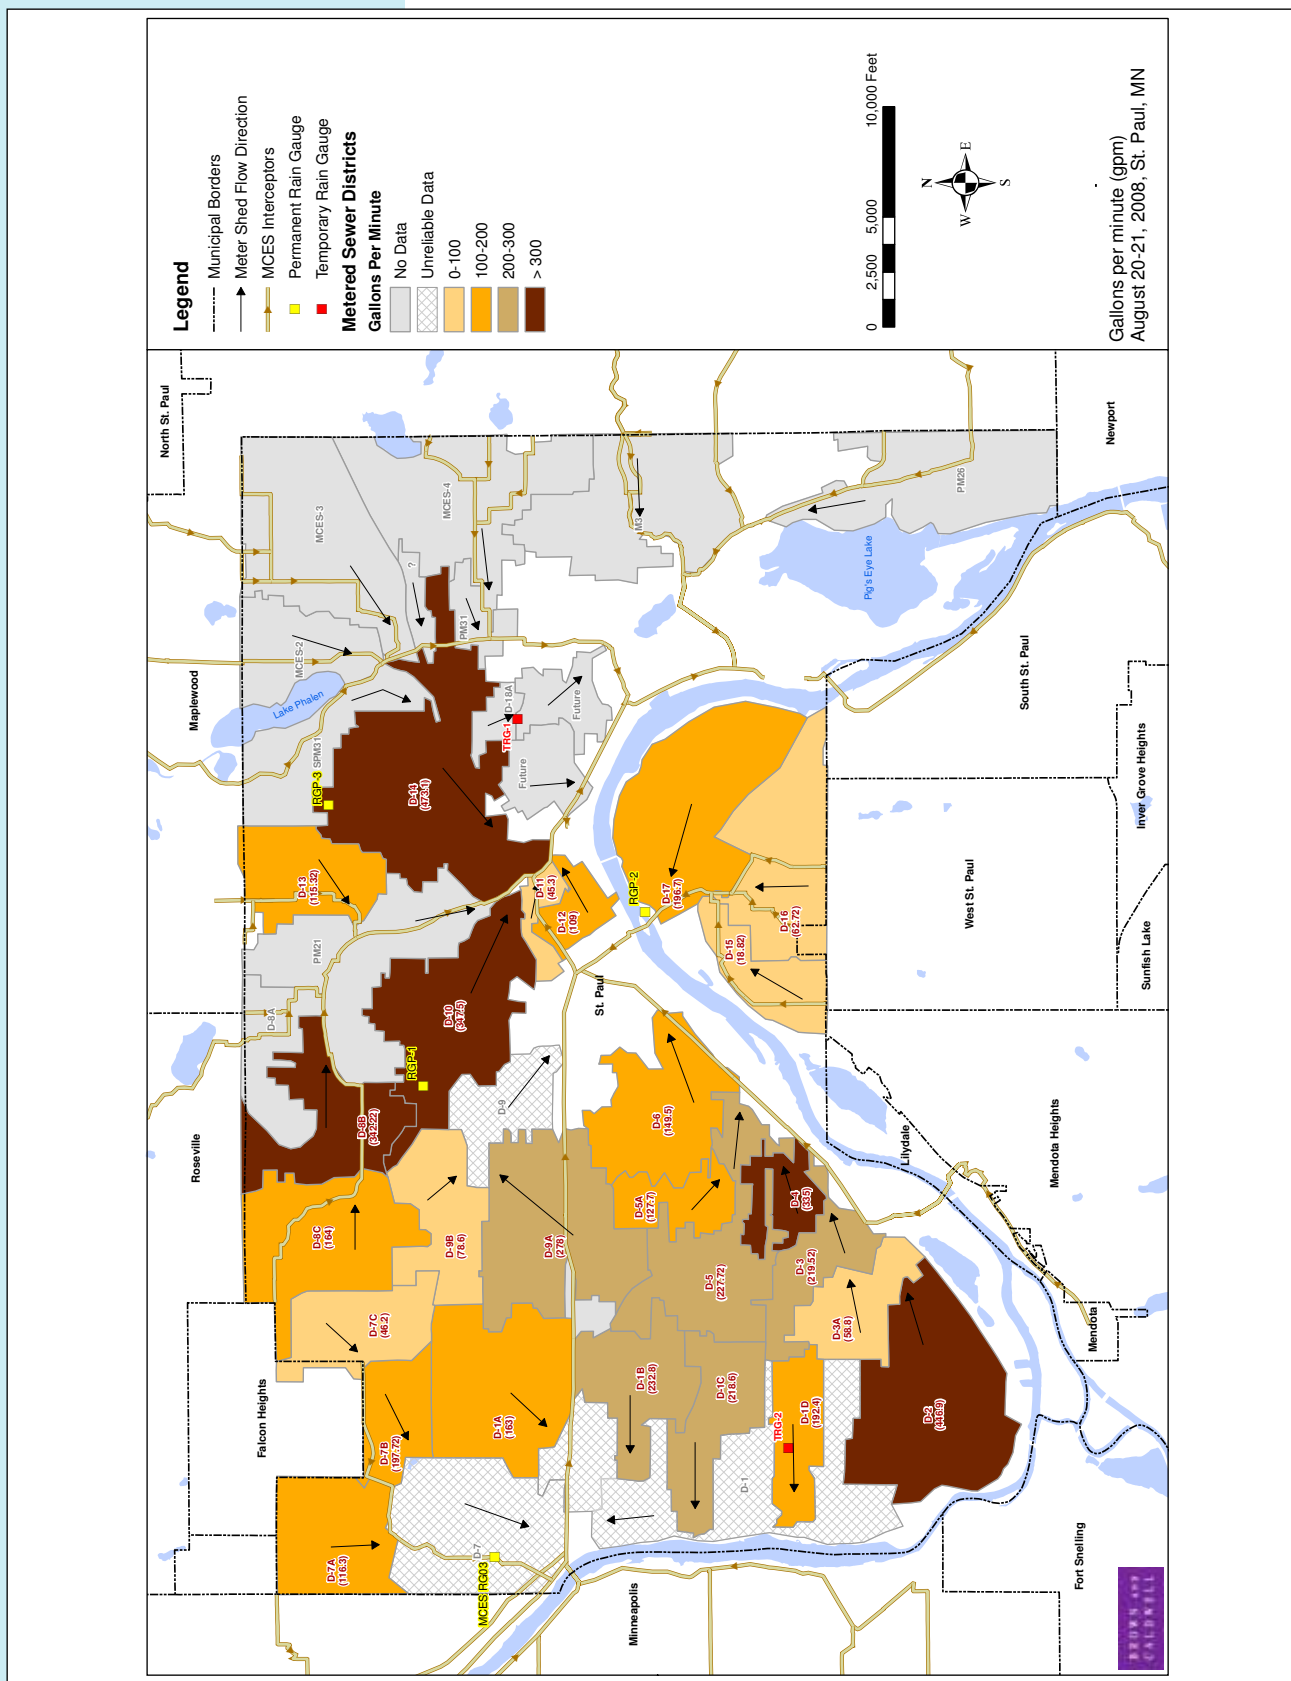 Legend
Municipal Borders
Meter Shed Flow Direction
MCES Interceptors
Permanent Rain Gauge
Temporary Rain Gauge
Metered Sewer Districts
Gallons Per Minute
No Data
Unreliable Data
0-100
100-200
200-300
> 300
0
2,500
5,000
10,000 Feet
N
W
E
S
Gallons per minute (gpm)
August 20-21, 2008, St. Paul, MN
North St. Paul
Maplewood
Roseville
Falcon Heights
Minneapolis
Fort Snelling
Mendota
Mendota Heights
Lilydale
Sunfish Lake
West St. Paul
Inver Grove Heights
South St. Paul
Newport
St. Paul
Lake Phalen
Pig's Eye Lake
MCES-3
MCES-4
MCES-2
?
PM31
SPM31
M3
PM26
D-18A
Future
Future
TRG-1
RGP-3
D-14
(473.1)
D-13
(115.32)
PM21
D-8A
D-11
(45.3)
D-12
(109)
RGP-2
D-17
(196.7)
D-16
(62.72)
D-15
(18.82)
D-10
(347.5)
RGP-1
D-9
D-8B
(342.22)
D-8C
(164)
D-9B
(78.6)
D-9A
(278)
D-6
(149.5)
D-5A
(127.7)
D-5
(227.72)
D-4
(335)
D-3
(219.52)
D-3A
(58.8)
D-7C
(46.2)
D-7B
(197.72)
D-1A
(163)
D-1B
(232.8)
D-1C
(218.6)
D-1D
(192.4)
TRG-2
D-1
D-2
(446.9)
D-7A
(116.3)
D-7
MCES RG03
BROWN AND
CALDWELL